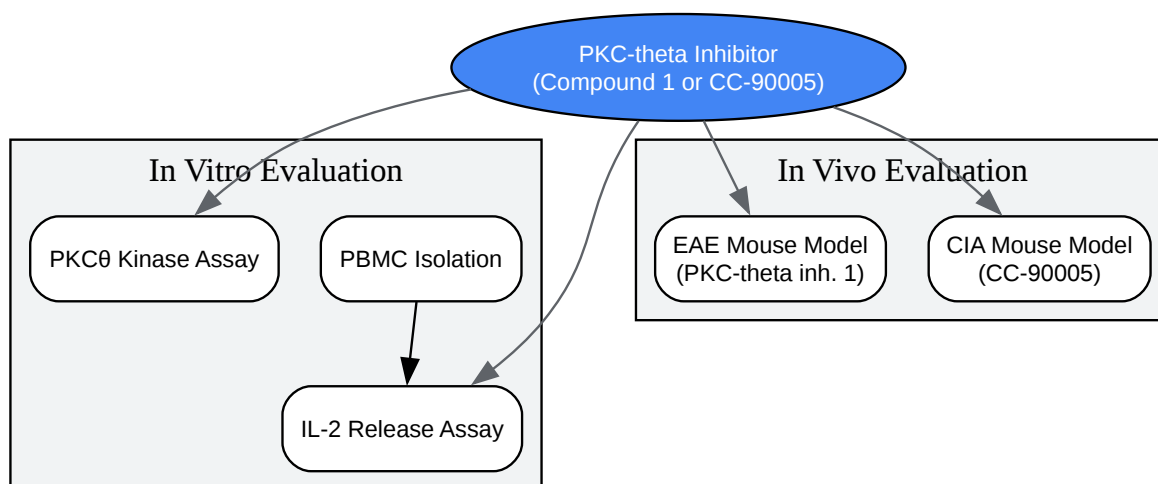 PKC-theta Inhibitor
(Compound 1 or CC-90005)
In Vitro Evaluation
PKCθ Kinase Assay
PBMC Isolation
IL-2 Release Assay
In Vivo Evaluation
EAE Mouse Model
(PKC-theta inh. 1)
CIA Mouse Model
(CC-90005)